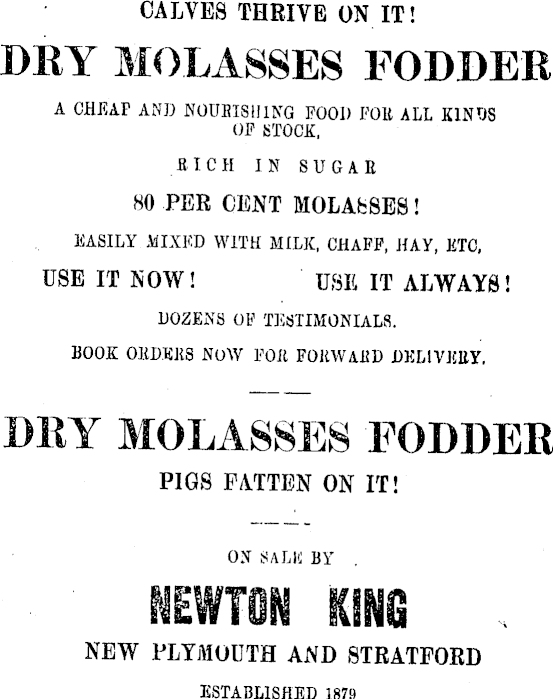 CALVES THRIVE ON IT!
DRY MOLASSES FODDER
A CHEAP AND NOURISHING FOOD FOR ALL KINDS
OF STOCK,
RICH IN SUGAR
80 PER CENT MOLASSES!
EASILY MIXED WITH MILK, CHAFF, HAY, ETC,
USE IT NOW! USE IT ALWAYS!
DOZENS OF TESTIMONIALS.
BOOK ORDERS NOW FOR FORWARD DELIVERY.
DRY MOLASSES FODDER
PIGS FATTEN ON IT!
ON SALE BY
NEWTON KING
NEW PLYMOUTH AND STRATFORD
ESTABLISHED 1879